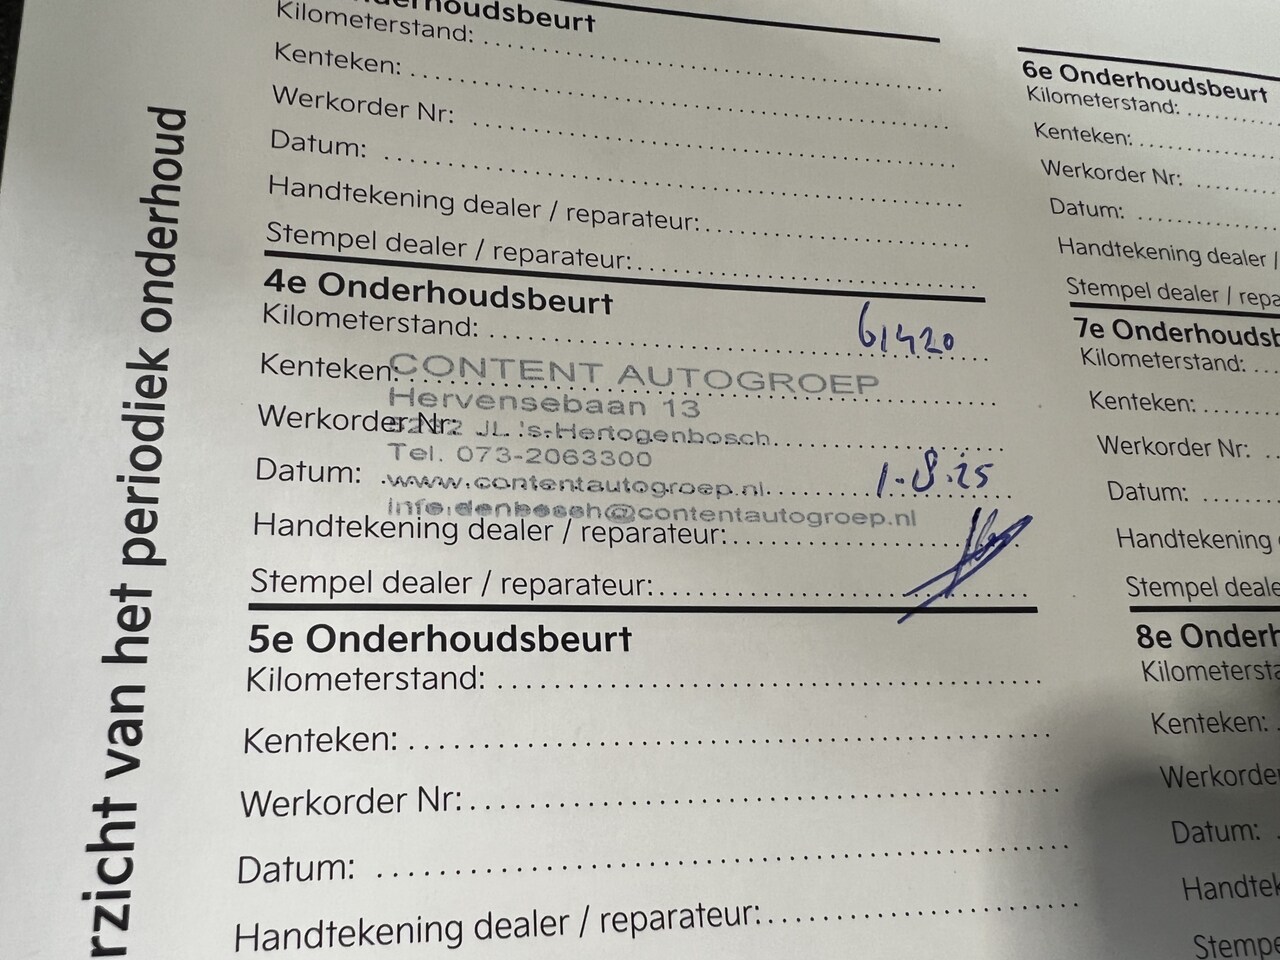 Onderhoudsbeurt
Kilometerstand:
Kenteken:
Werkorder Nr:
Datum:
Handtekening dealer / reparateur:
Stempel dealer / reparateur:
4e Onderhoudsbeurt
Kilometerstand: 61420
Kenteken:
CONTENT AUTOGROEP
Hervensebaan 13
Werkorder Nr:
JL 's-Hertogenbosch
Tel. 073-2063300
Datum: 1-8-25
www.contentautogroep.nl
info.denbosch@contentautogroep.nl
Handtekening dealer / reparateur:
Stempel dealer / reparateur:
5e Onderhoudsbeurt
Kilometerstand:
Kenteken:
Werkorder Nr:
Datum:
Handtekening dealer / reparateur:
6e Onderhoudsbeurt
Kilometerstand:
Kenteken:
Werkorder Nr:
Datum:
Handtekening dealer /
Stempel dealer / repa
7e Onderhoudsb
Kilometerstand:
Kenteken:
Werkorder Nr:
Datum:
Handtekening
Stempel deale
8e Onderh
Kilometersta
Kenteken:
Werkorde
Datum:
Handtek
Stempe
rzicht van het periodiek onderhoud